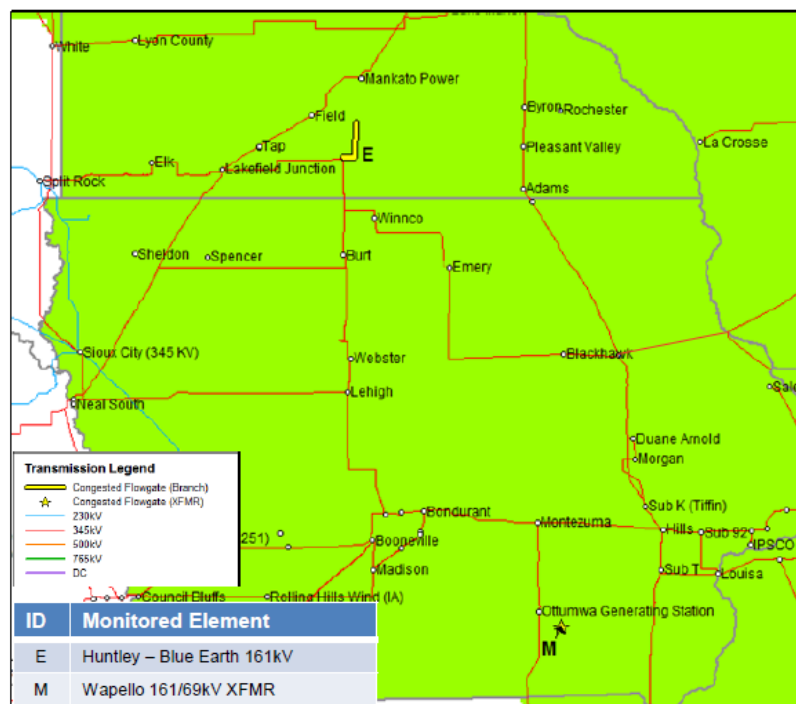 White
Lyon County
Mankato Power
Field
Byron
Rochester
Tap
E
Pleasant Valley
La Crosse
Elk
Lakefield Junction
Split Rock
Adams
Winnco
Sheldon
Spencer
Burt
Emery
Sioux City (345 KV)
Webster
Blackhawk
Lehigh
Neal South
Duane Arnold
Morgan
Transmission Legend
Congested Flowgate (Branch)
Congested Flowgate (XFMR)
230kV
345kV
500kV
765kV
DC
Sub K (Tiffin)
Bondurant
Montezuma
Hills
Sub 92
IPSCO
251)
Booneville
Madison
Sub T
Louisa
Council Bluffs
Rolling Hills Wind (IA)
Ottumwa Generating Station
M
ID Monitored Element
E Huntley – Blue Earth 161kV
M Wapello 161/69kV XFMR